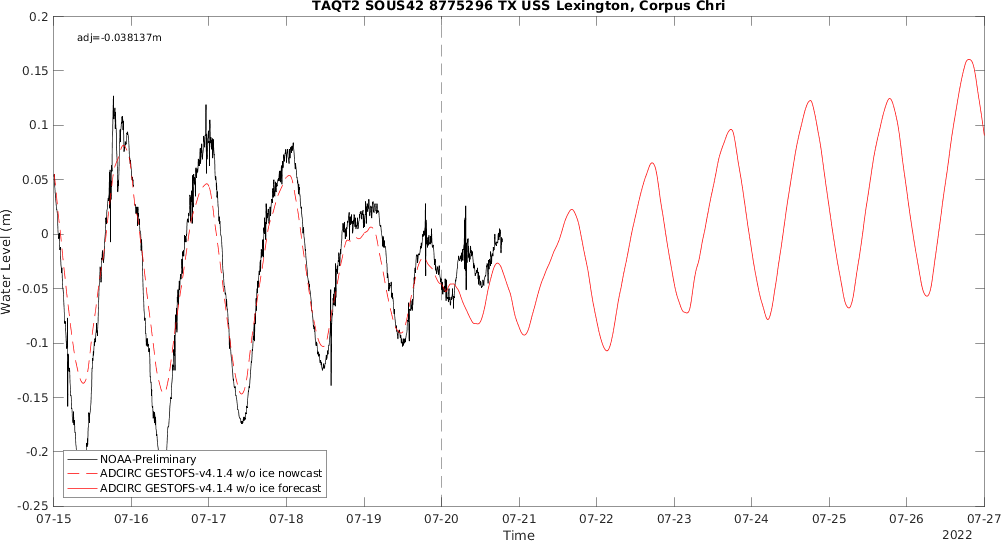 TAQT2 SOUS42 8775296 TX USS Lexington, Corpus Chri
adj=-0.038137m
0.2
0.15
0.1
0.05
0
-0.05
-0.1
-0.15
-0.2
-0.25
Water Level (m)
NOAA-Preliminary
ADCIRC GESTOFS-v4.1.4 w/o ice nowcast
ADCIRC GESTOFS-v4.1.4 w/o ice forecast
07-15 07-16 07-17 07-18 07-19 07-20 07-21 07-22 07-23 07-24 07-25 07-26 07-27
Time
2022